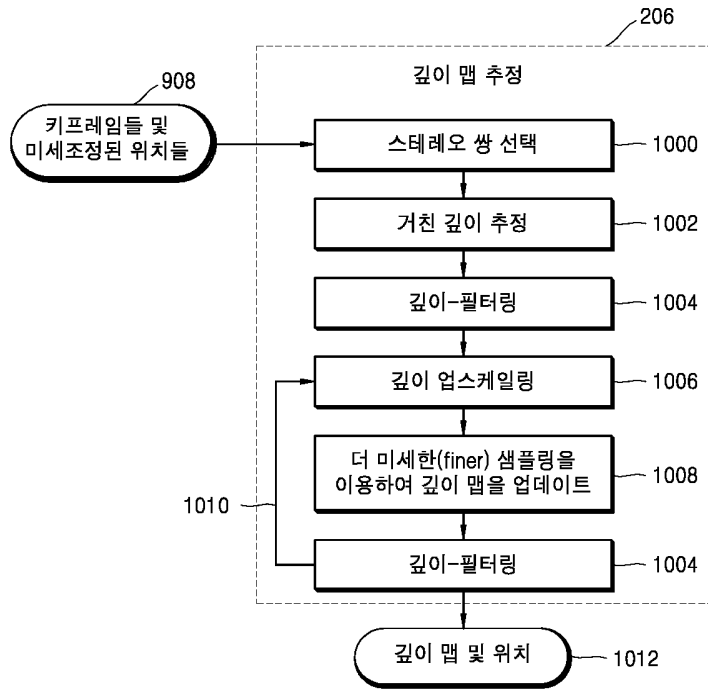 206
깊이 맵 추정
908
키프레임들 및
미세조정된 위치들
스테레오 쌍 선택
1000
거친 깊이 추정
1002
깊이-필터링
1004
깊이 업스케일링
1006
더 미세한(finer) 샘플링을
이용하여 깊이 맵을 업데이트
1008
1010
깊이-필터링
1004
깊이 맵 및 위치
1012